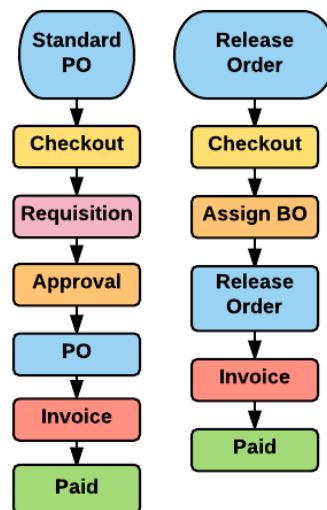 Standard
PO
Checkout
Requisition
Approval
PO
Invoice
Paid
Release
Order
Checkout
Assign BO
Release
Order
Invoice
Paid